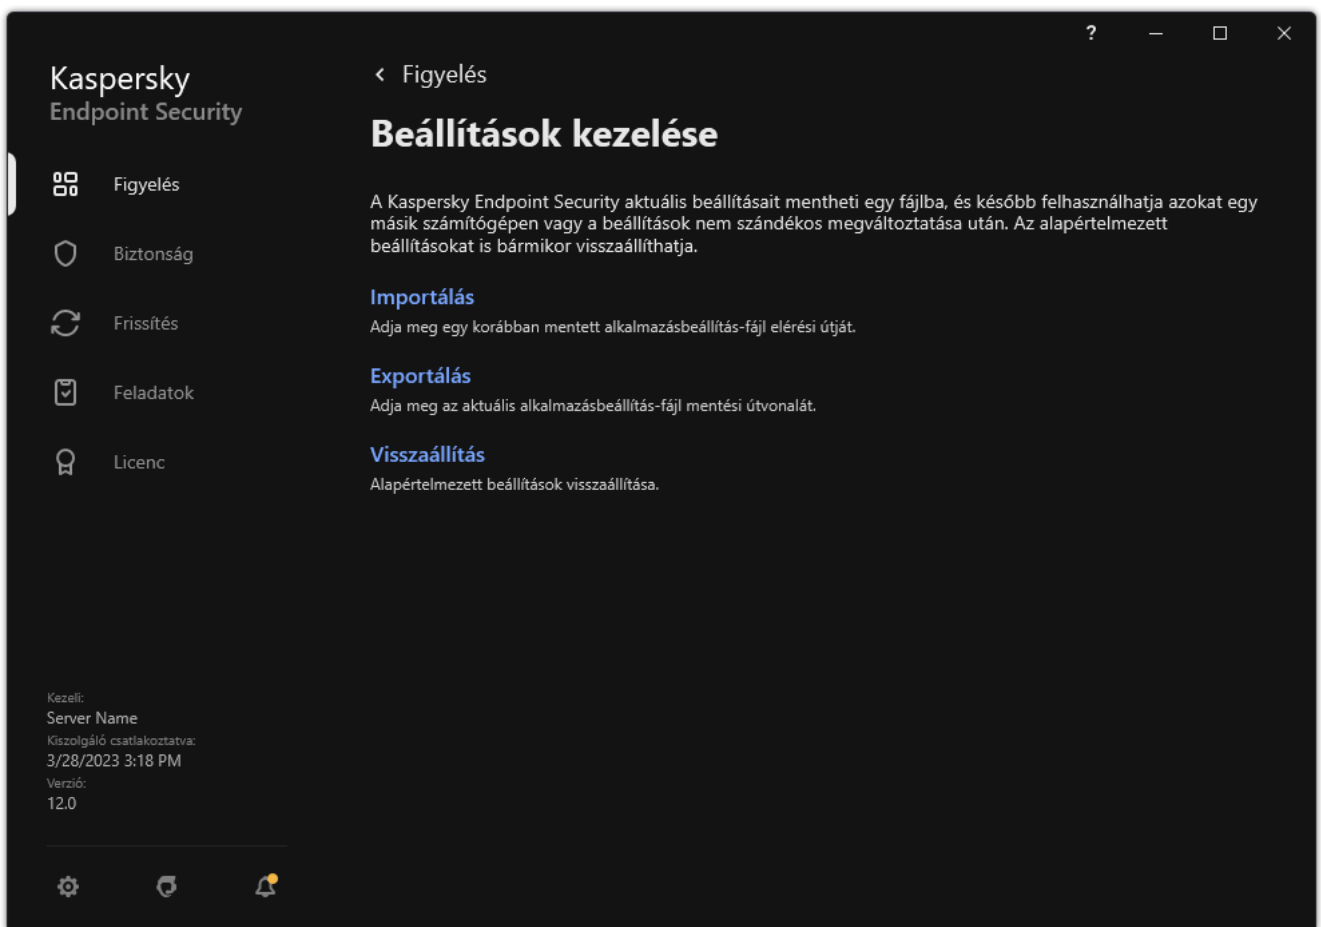 ?
Kaspersky
Endpoint Security
Figyelés
Biztonság
Frissítés
Feladatok
Licenc
Kezeli:
Server Name
Kiszolgáló csatlakoztatva:
3/28/2023 3:18 PM
Verzió:
12.0
Figyelés
Beállítások kezelése
A Kaspersky Endpoint Security aktuális beállításait mentheti egy fájlba, és később felhasználhatja azokat egy
másik számítógépen vagy a beállítások nem szándékos megváltoztatása után. Az alapértelmezett
beállításokat is bármikor visszaállíthatja.
Importálás
Adja meg egy korábban mentett alkalmazásbeállítás-fájl elérési útját.
Exportálás
Adja meg az aktuális alkalmazásbeállítás-fájl mentési útvonalát.
Visszaállítás
Alapértelmezett beállítások visszaállítása.